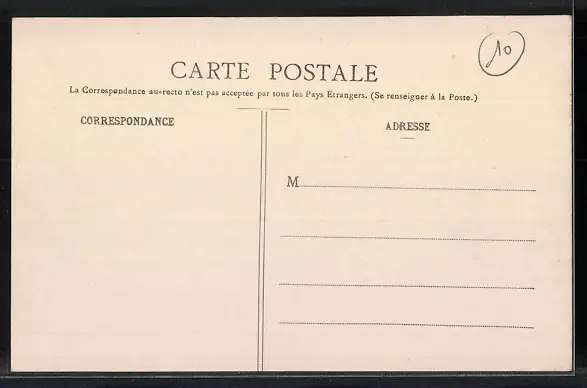 10
CARTE POSTALE
La Correspondance au-recto n'est pas acceptée par tous les Pays Etrangers. (Se renseigner à la Poste.)
CORRESPONDANCE
ADRESSE
M